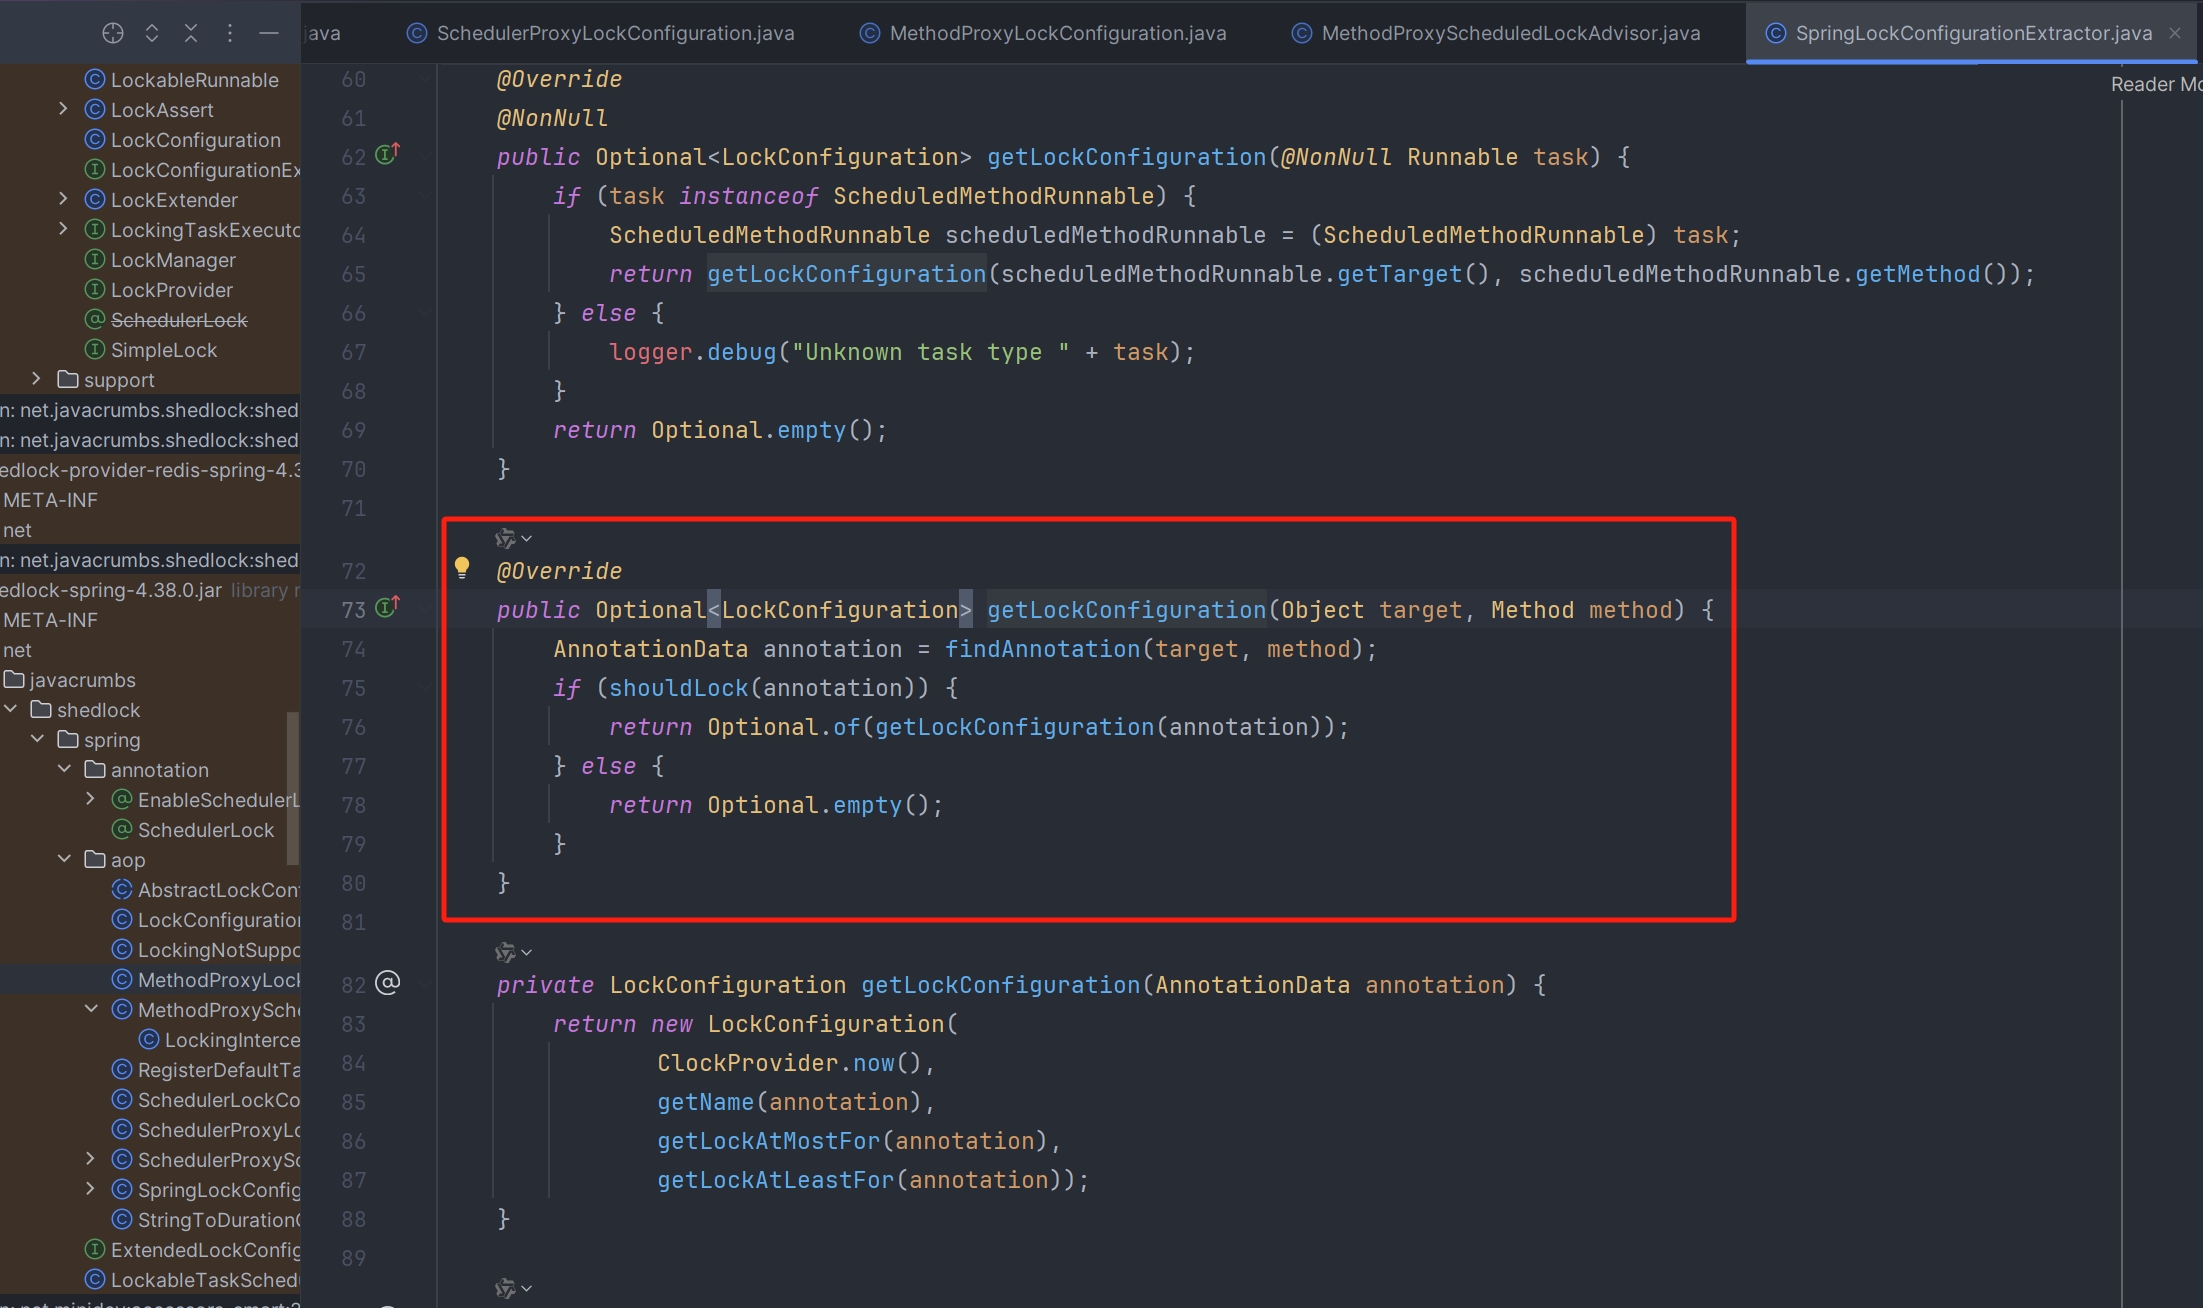 java
SchedulerProxyLockConfiguration.java
MethodProxyLockConfiguration.java
MethodProxyScheduledLockAdvisor.java
SpringLockConfigurationExtractor.java
LockableRunnable
LockAssert
LockConfiguration
LockConfigurationEx
LockExtender
LockingTaskExecuto
LockManager
LockProvider
SchedulerLock
SimpleLock
support
n: net.javacrumbs.shedlock:shed
n: net.javacrumbs.shedlock:shed
edlock-provider-redis-spring-4.3
META-INF
net
n: net.javacrumbs.shedlock:shed
edlock-spring-4.38.0.jar library r
META-INF
net
javacrumbs
shedlock
spring
annotation
EnableSchedulerL
SchedulerLock
aop
AbstractLockConf
LockConfiguration
LockingNotSuppo
MethodProxyLock
MethodProxySche
LockingInterce
RegisterDefaultTa
SchedulerLockCo
SchedulerProxyLo
SchedulerProxySc
SpringLockConfig
StringToDurationC
ExtendedLockConfig
LockableTaskSchedu
Reader Mo
60 @Override
61 @NonNull
62 public Optional<LockConfiguration> getLockConfiguration(@NonNull Runnable task) {
63 if (task instanceof ScheduledMethodRunnable) {
64 ScheduledMethodRunnable scheduledMethodRunnable = (ScheduledMethodRunnable) task;
65 return getLockConfiguration(scheduledMethodRunnable.getTarget(), scheduledMethodRunnable.getMethod());
66 } else {
67 logger.debug("Unknown task type " + task);
68 }
69 return Optional.empty();
70 }
71
72 @Override
73 public Optional<LockConfiguration> getLockConfiguration(Object target, Method method) {
74 AnnotationData annotation = findAnnotation(target, method);
75 if (shouldLock(annotation)) {
76 return Optional.of(getLockConfiguration(annotation));
77 } else {
78 return Optional.empty();
79 }
80 }
81
82 private LockConfiguration getLockConfiguration(AnnotationData annotation) {
83 return new LockConfiguration(
84 ClockProvider.now(),
85 getName(annotation),
86 getLockAtMostFor(annotation),
87 getLockAtLeastFor(annotation));
88 }
89